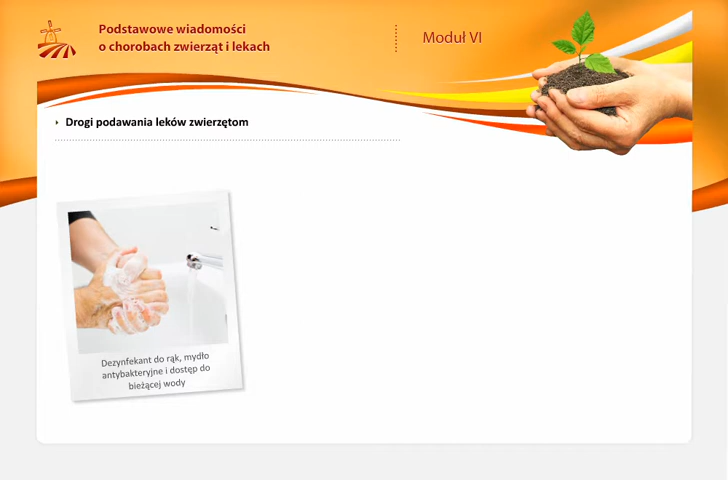 Podstawowe wiadomości
o chorobach zwierząt i lekach
Moduł VI
Drogi podawania leków zwierzętom
Dezynfekant do rąk, mydło
antybakteryjne i dostęp do
bieżącej wody